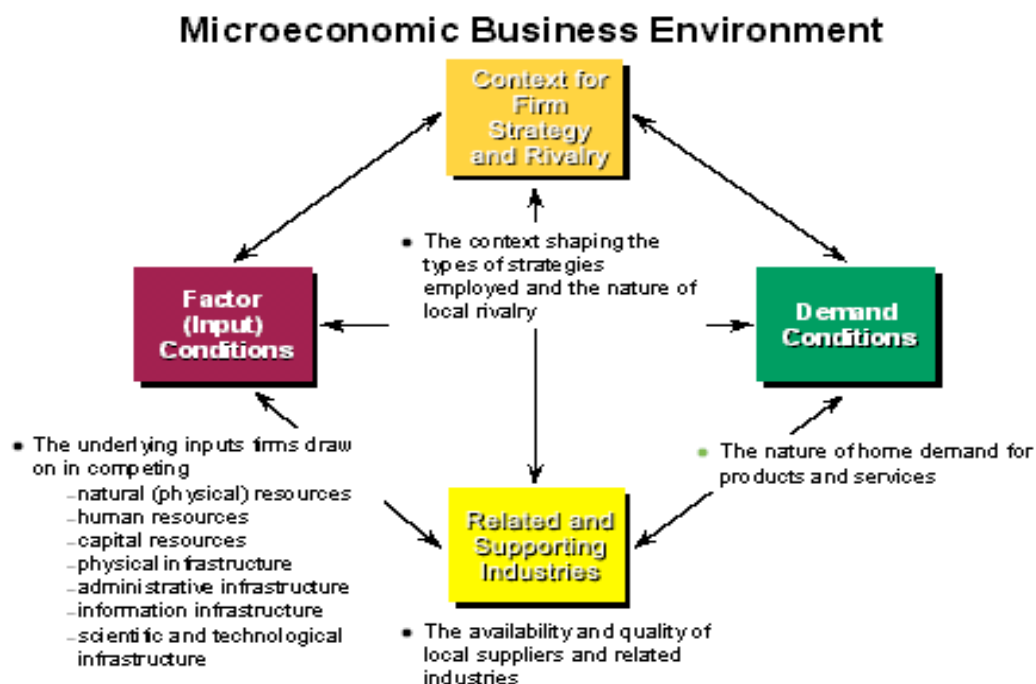 Microeconomic Business Environment
Context for
Firm
Strategy
and Rivalry
• The context shaping the
types of strategies
employed and the nature of
local rivalry
Factor
(Input)
Conditions
Demand
Conditions
• The underlying inputs firms draw
on in competing
–natural (physical) resources
–human resources
–capital resources
–physical infrastructure
–administrative infrastructure
–information infrastructure
–scientific and technological
infrastructure
• The nature of home demand for
products and services
Related and
Supporting
Industries
• The availability and quality of
local suppliers and related
industries